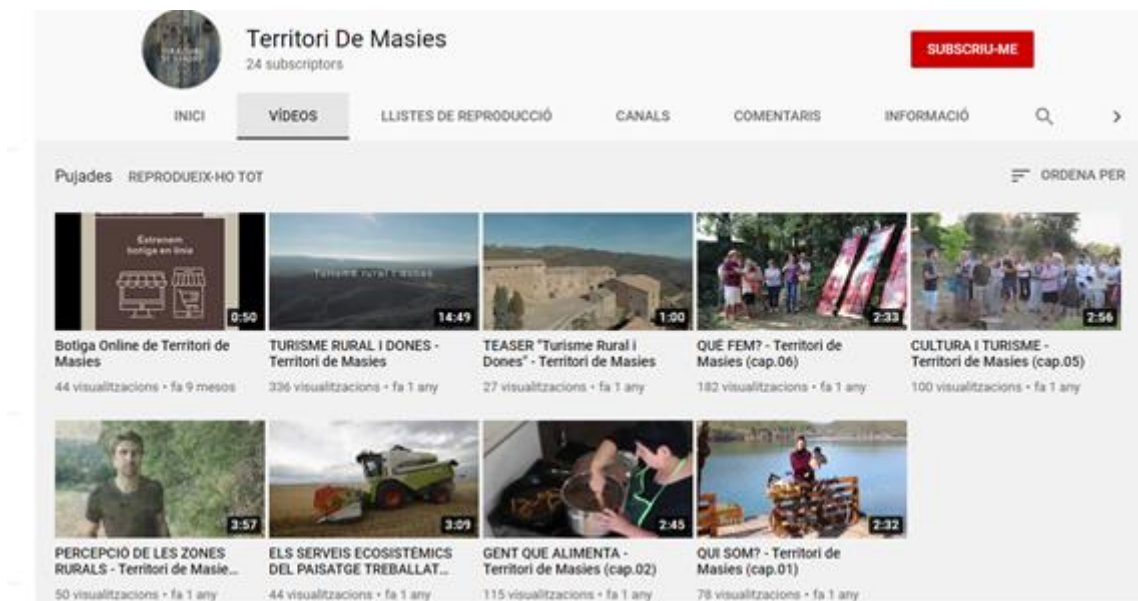 Territori De Masies
24 subscriptors
SUBSCRIU-ME
INICI VÍDEOS LLISTES DE REPRODUCCIÓ CANALS COMENTARIS INFORMACIÓ
Pujades REPRODUEIX-HO TOT ORDENA PER
Estrenem
botiga en línia
Turisme rural i dones
0:50 14:49 1:00 2:33 2:56
Botiga Online de Territori de
Masies
44 visualitzacions • fa 9 mesos
TURISME RURAL I DONES -
Territori de Masies
336 visualitzacions • fa 1 any
TEASER "Turisme Rural i
Dones" - Territori de Masies
27 visualitzacions • fa 1 any
QUÈ FEM? - Territori de
Masies (cap.06)
182 visualitzacions • fa 1 any
CULTURA I TURISME -
Territori de Masies (cap.05)
100 visualitzacions • fa 1 any
3:57 3:09 2:45 2:32
PERCEPCIÓ DE LES ZONES
RURALS - Territori de Masie...
50 visualitzacions • fa 1 any
ELS SERVEIS ECOSISTÈMICS
DEL PAISATGE TREBALLAT...
44 visualitzacions • fa 1 any
GENT QUE ALIMENTA -
Territori de Masies (cap.02)
115 visualitzacions • fa 1 any
QUI SOM? - Territori de
Masies (cap.01)
78 visualitzacions • fa 1 any